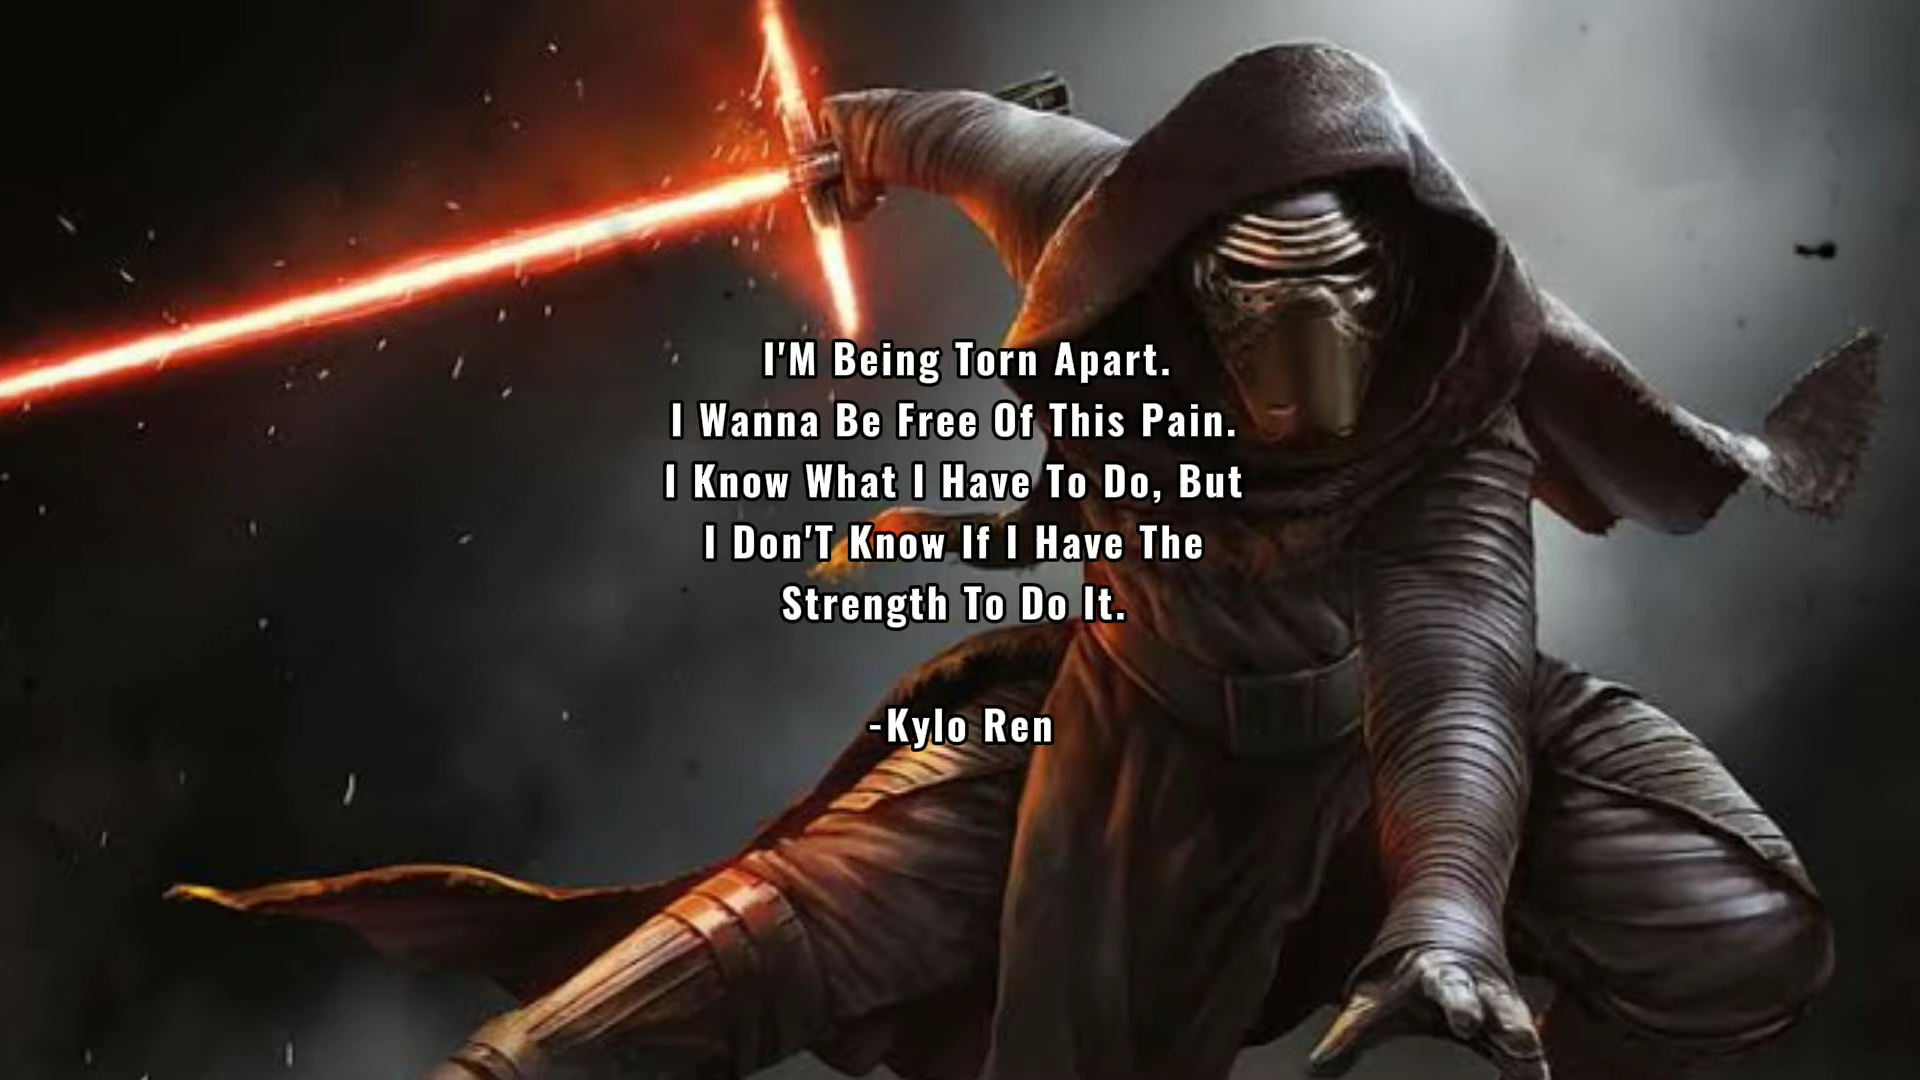 I'M Being Torn Apart.
I Wanna Be Free Of This Pain.
I Know What I Have To Do, But
I Don'T Know If I Have The
Strength To Do It.
-Kylo Ren